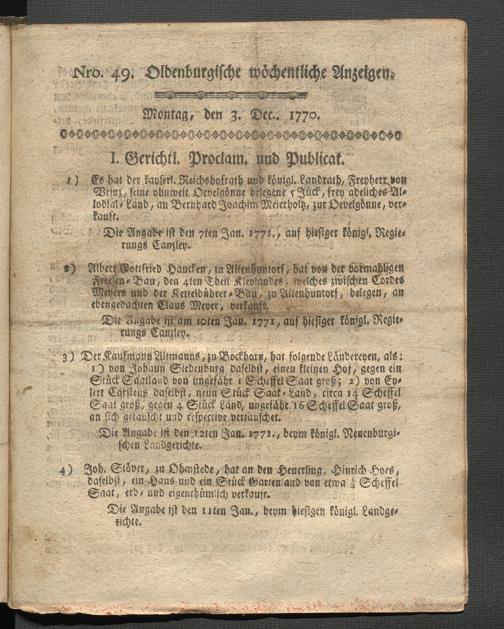 Nro. 49. Oldenburgische wöchentliche Anzeigen.
Montag, den 3. Dec. 1770.
I. Gerichtl. Proclam. und Publicat.
1) Es hat der kayserl. Reichshofrath und königl. Landrath, Freyherr von
Brinz, seine ohnweit Oevelgönne belegene 5 Jück, frey adeliches Al-
lodial-Land, an Bernhard Joachim Meierholtz, zur Oevelgönne, ver-
kauft.
Die Angabe ist den 7ten Jan. 1771., auf hiesiger königl. Regie-
rungs Canzley.
2) Albert Gottfried Haucken, zu Altenhuntorf, hat von der vormahligen
Friesen-Bau, den 4ten Theil Kleylandes, welches zwischen Cordes
Meyers und der Ketteldührer-Bau, zu Altenhuntorf, belegen, an
ebengedachten Claus Meyer, verkauft.
Die Angabe ist am 10ten Jan. 1771, auf hiesiger königl. Regie-
rungs Canzley.
3) Der Kaufmann Altmanns, zu Bockhorn, hat folgende Ländereyen, als:
1) von Johann Siedenburg daselbst, einen kleinen Hof, gegen ein
Stück Saatland von ungefähr 1 Scheffel Saat groß; 2) von Ey-
lert Carstens daselbst, neun Stück Saat-Land, circa 14 Scheffel
Saat groß, gegen 4 Stück Land, ungefähr 16 Scheffel Saat groß,
an sich getauscht und respective vertauschet.
Die Angabe ist den 12ten Jan. 1771., beym königl. Neuenburgi-
schen Landgerichte.
4) Joh. Stöver, zu Ohmstede, hat an den Heuerling, Hinrich Hoes,
daselbst, ein Haus und ein Stück Gartenland von etwa Scheffel
Saat, erb- und eigenthümlich verkauft.
Die Angabe ist den 11ten Jan., beym hiesigen königl. Landge-
richte.